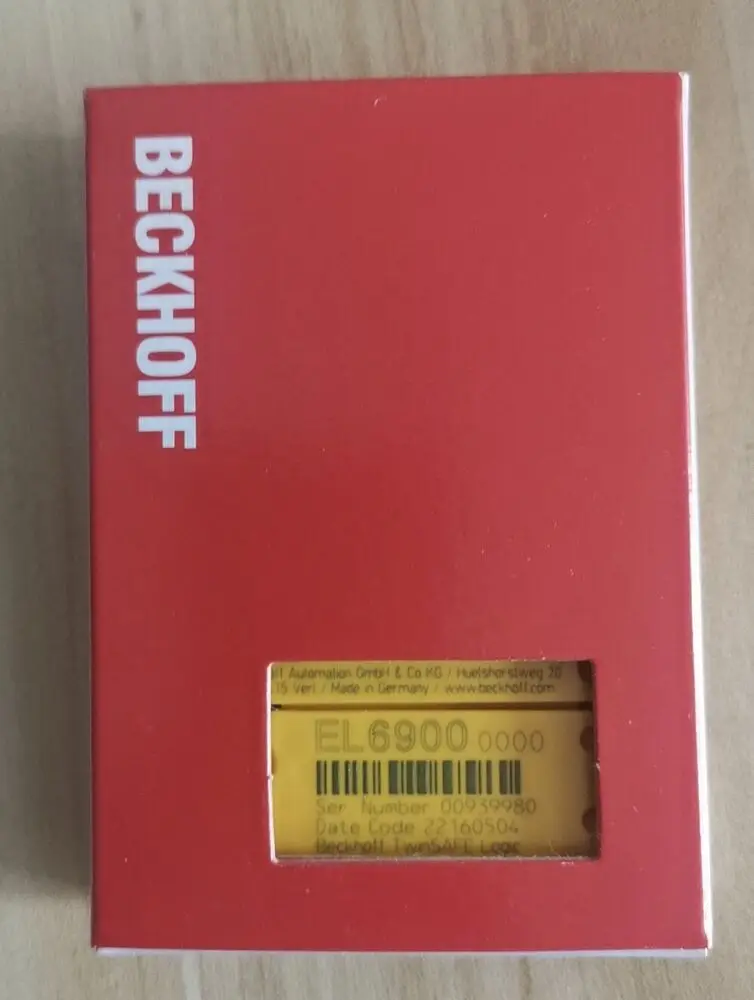 BECKHOFF
Automation GmbH & Co KG / Huelshorstweg 20
15 Verl / Made in Germany / www.beckhoff.com
EL6900 0000
Ser. Number 00939980
Date Code 22160504
Beckhoff TwinSAFE Logic